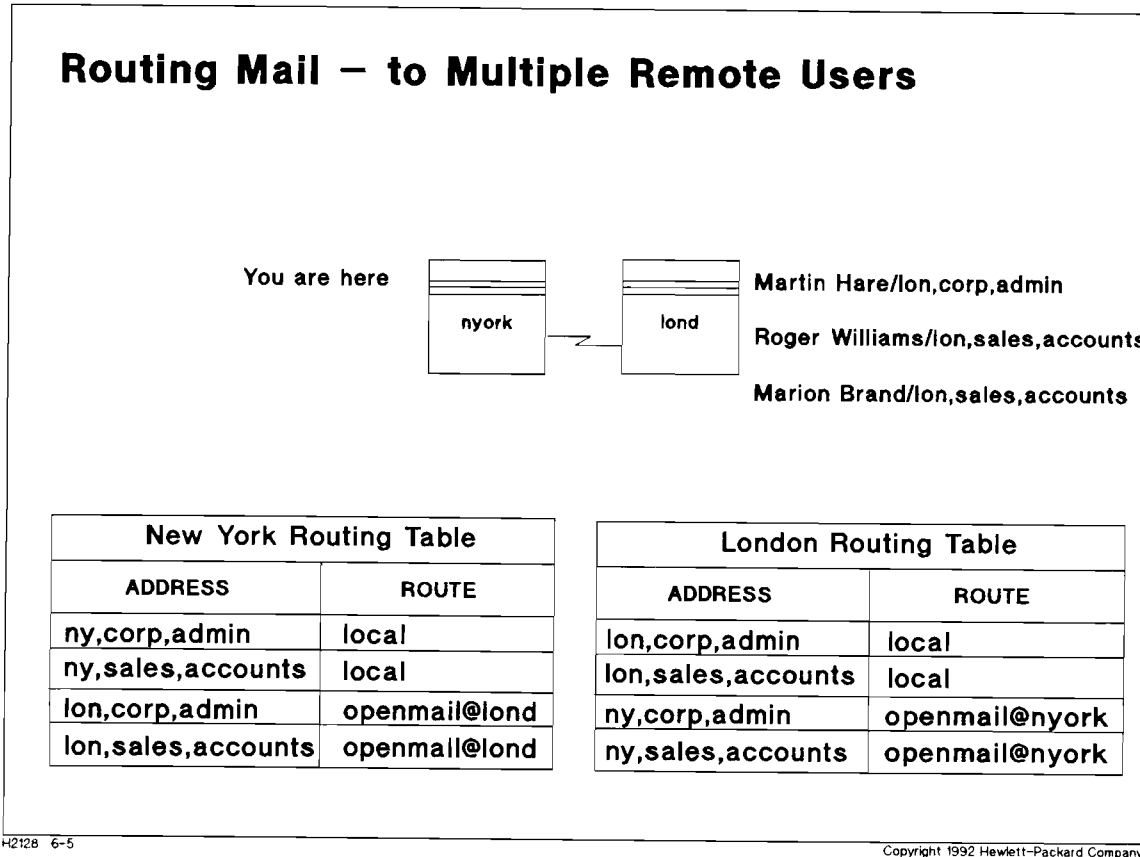 Routing Mail – to Multiple Remote Users
You are here
nyork
lond
Martin Hare/lon,corp,admin
Roger Williams/lon,sales,accounts
Marion Brand/lon,sales,accounts
New York Routing Table
ADDRESS ROUTE
ny,corp,admin local
ny,sales,accounts local
lon,corp,admin openmail@lond
lon,sales,accounts openmail@lond
London Routing Table
ADDRESS ROUTE
lon,corp,admin local
lon,sales,accounts local
ny,corp,admin openmail@nyork
ny,sales,accounts openmail@nyork
H2128 6-5
Copyright 1992 Hewlett-Packard Company